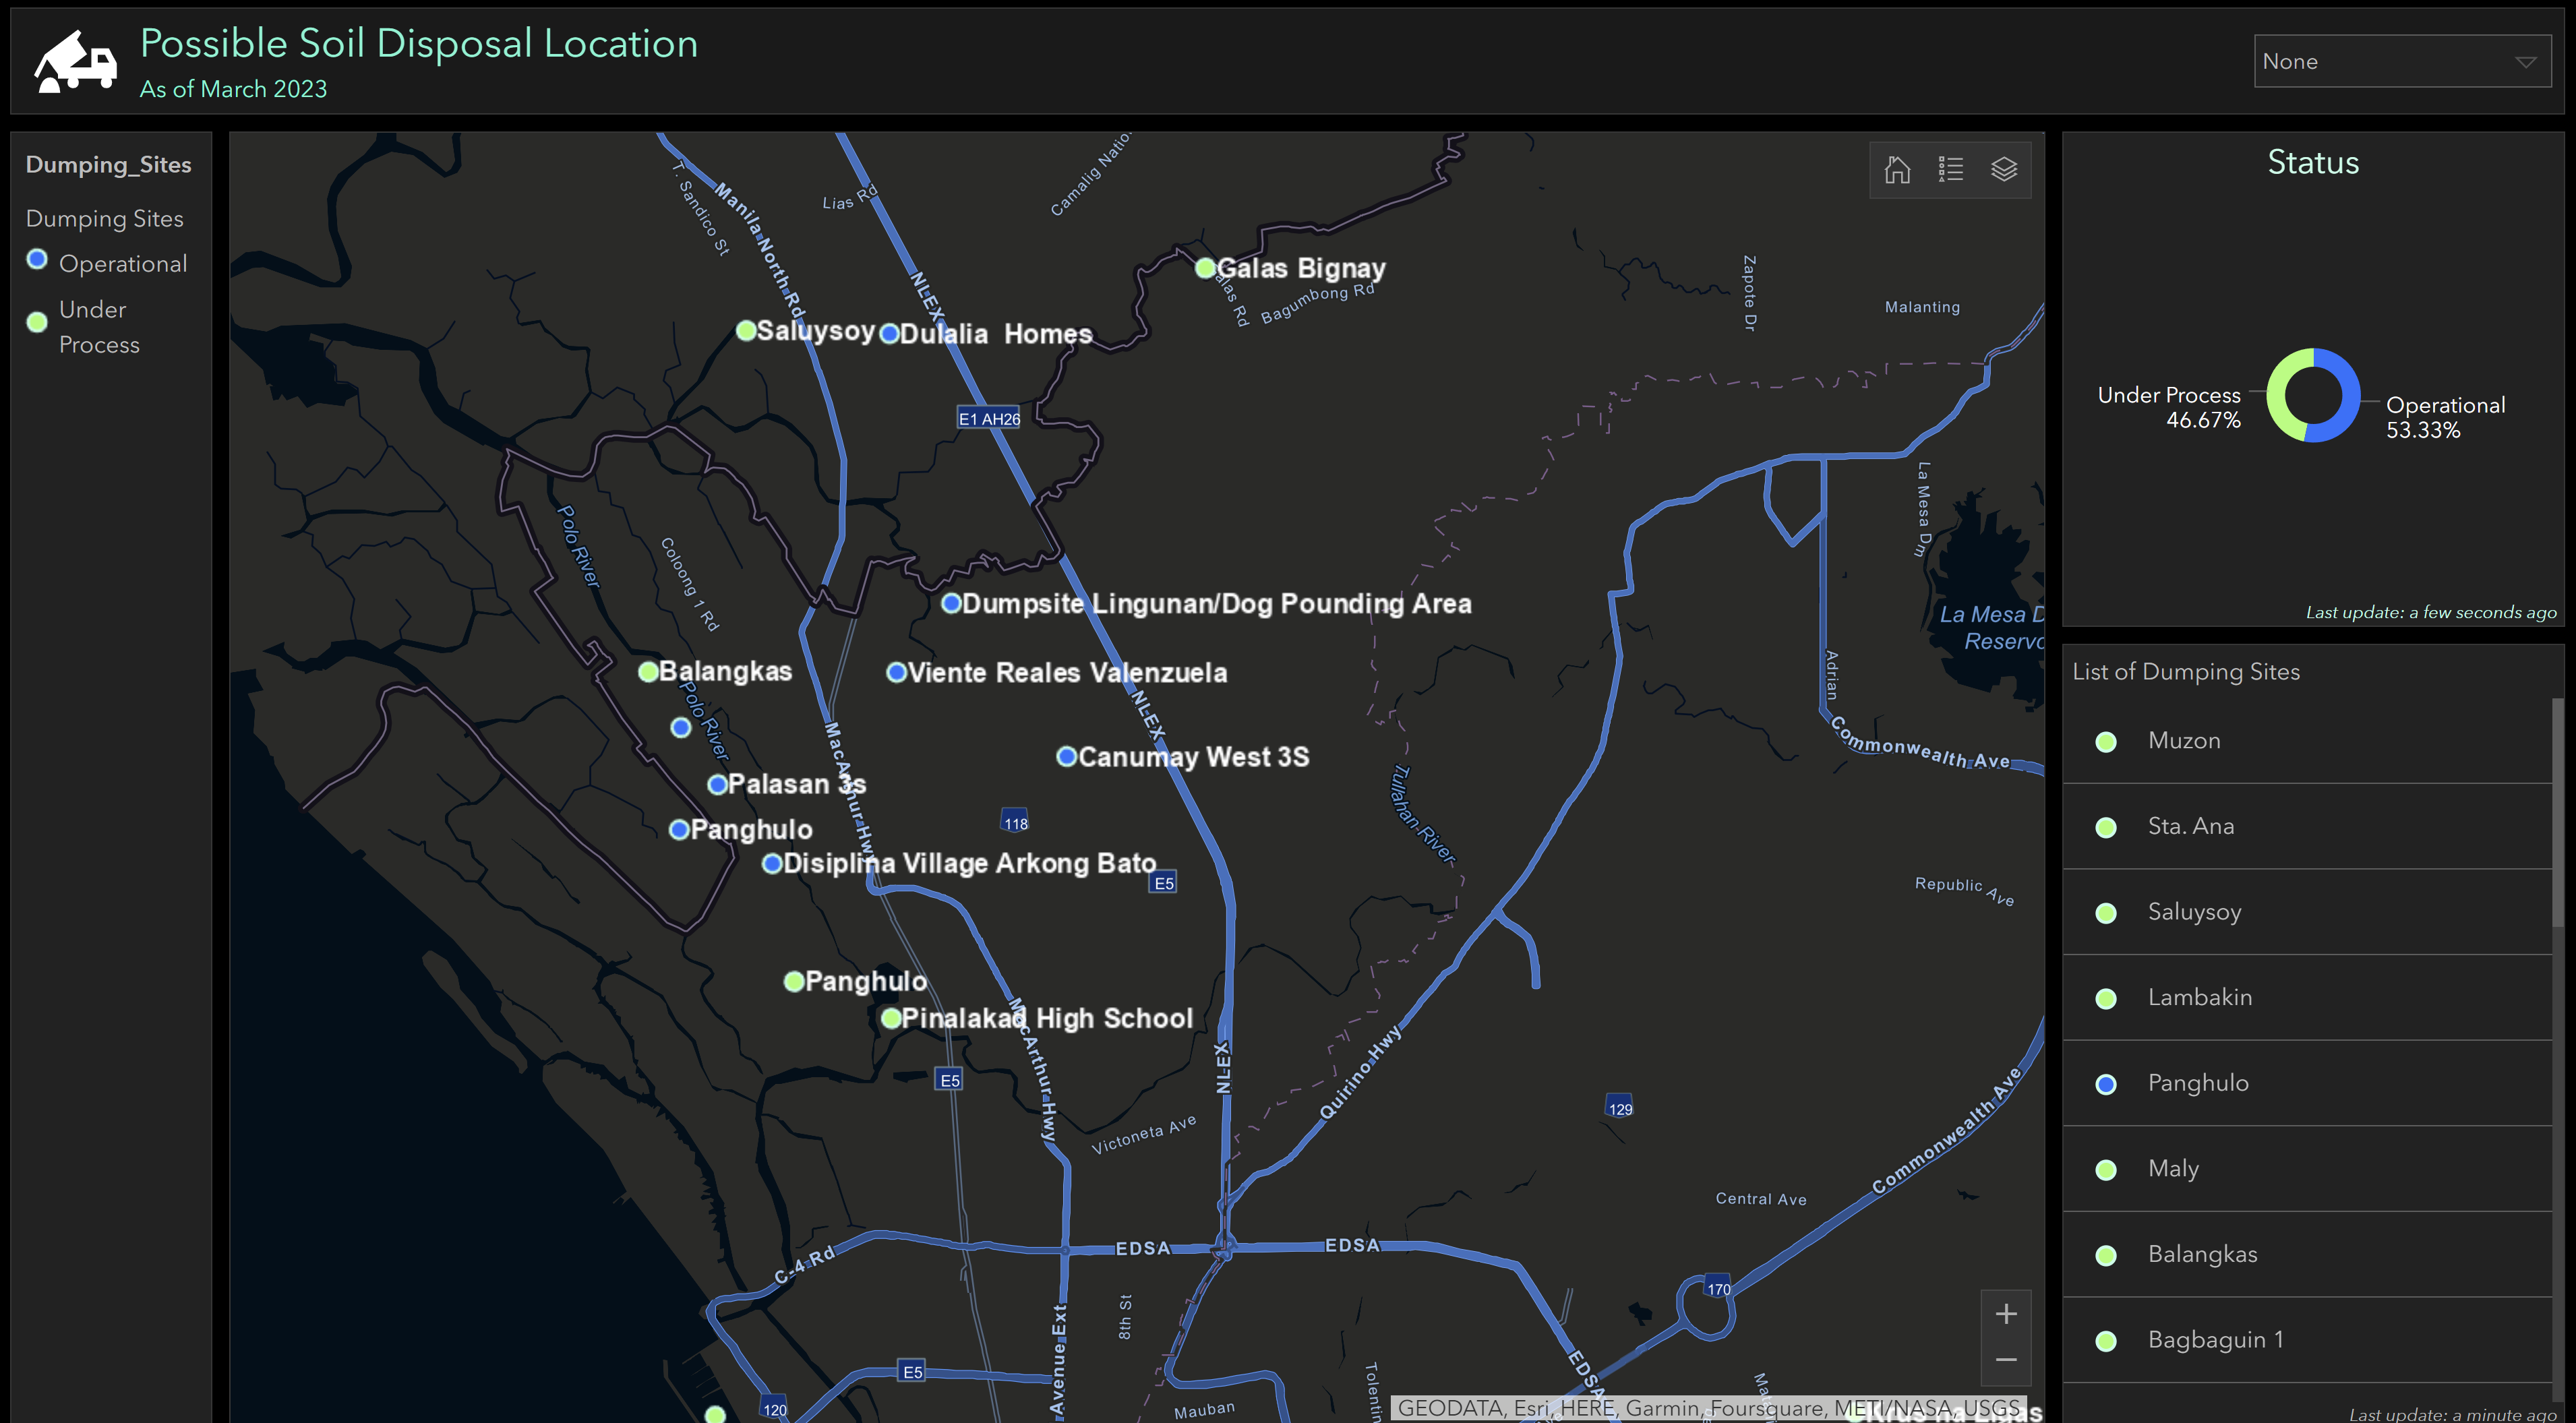 Possible Soil Disposal Location
As of March 2023
None
Dumping_Sites
Dumping Sites
Operational
Under
Process
T. Sandico St
Manila North Rd
Lias Rd
NLEX
Galas Bignay
Bagumbong Rd
Zapote Dr
Malanting
Saluysoy
Dulalia Homes
E1 AH26
Polo River
Coloong 1 Rd
La Mesa Dm
Dumpsite Lingunan/Dog Pounding Area
Balangkas
Viente Reales Valenzuela
Polo River
NLEX
Adrian
Commonwealth Ave
MacArthur Hwy
Canumay West 3S
Palasan 3s
118
Panghulo
Tullahan River
Disiplina Village Arkong Bato
E5
Republic Ave
Panghulo
Pinalakad High School
MacArthur Hwy
NLEX
E5
Quirino Hwy
129
Victoneta Ave
Commonwealth Ave
Central Ave
C-4 Rd
EDSA
EDSA
170
8th St
Avenue Ext
E5
EDSA
120
Mauban
GEODATA, Esri, HERE, Garmin, Foursquare, METI/NASA, USGS
Status
Under Process
46.67%
Operational
53.33%
Last update: a few seconds ago
List of Dumping Sites
Muzon
Sta. Ana
Saluysoy
Lambakin
Panghulo
Maly
Balangkas
Bagbaguin 1
Last update: a minute ago